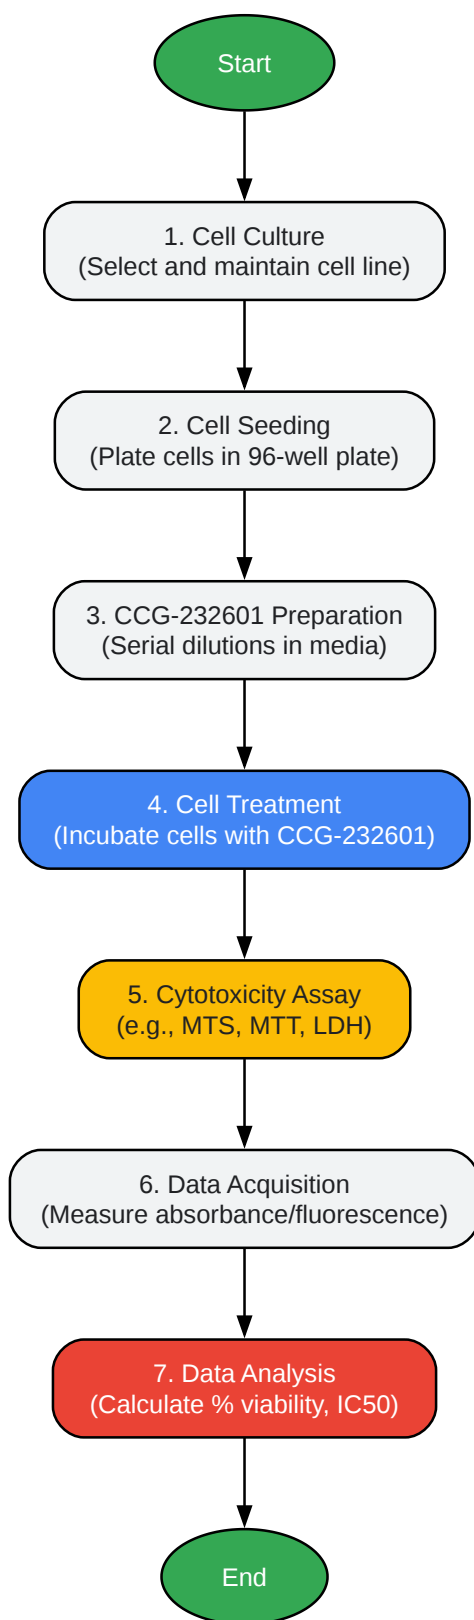 Start
1. Cell Culture
(Select and maintain cell line)
2. Cell Seeding
(Plate cells in 96-well plate)
3. CCG-232601 Preparation
(Serial dilutions in media)
4. Cell Treatment
(Incubate cells with CCG-232601)
5. Cytotoxicity Assay
(e.g., MTS, MTT, LDH)
6. Data Acquisition
(Measure absorbance/fluorescence)
7. Data Analysis
(Calculate % viability, IC50)
End